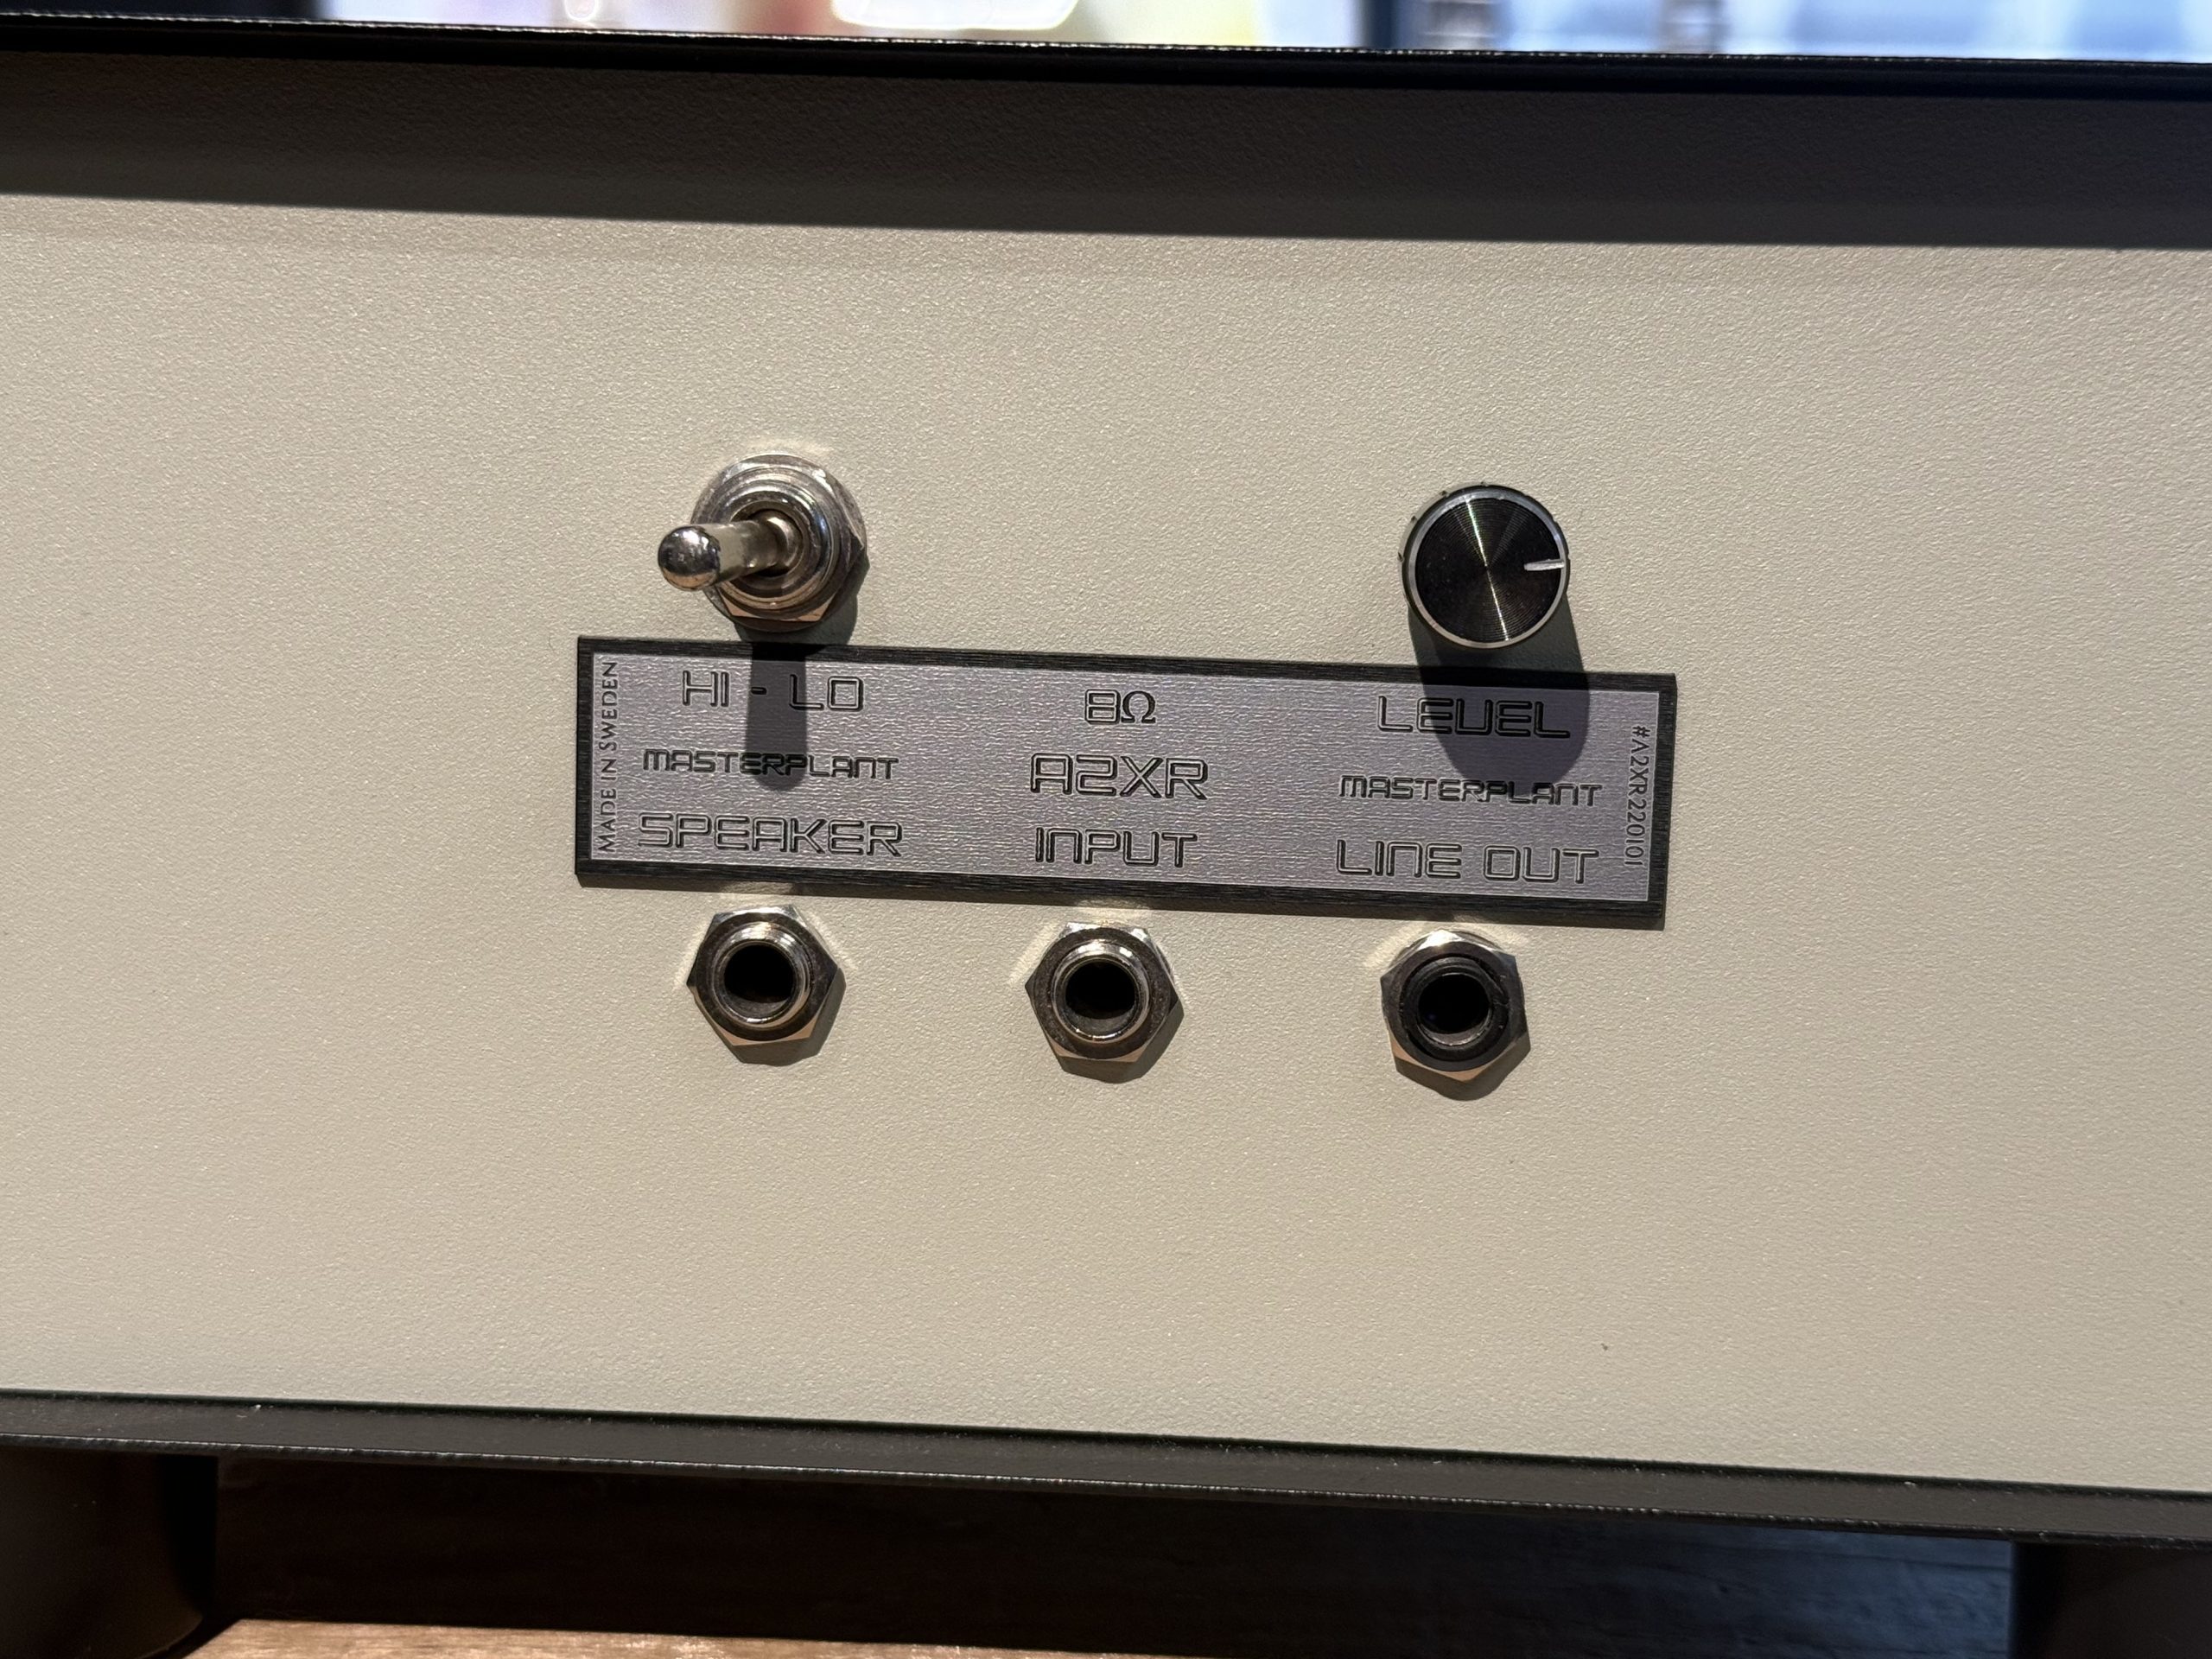 MADE IN SWEDEN
HI - LO 8Ω LEVEL
MASTERPLANT A2XR MASTERPLANT
SPEAKER INPUT LINE OUT
#A2XR220101